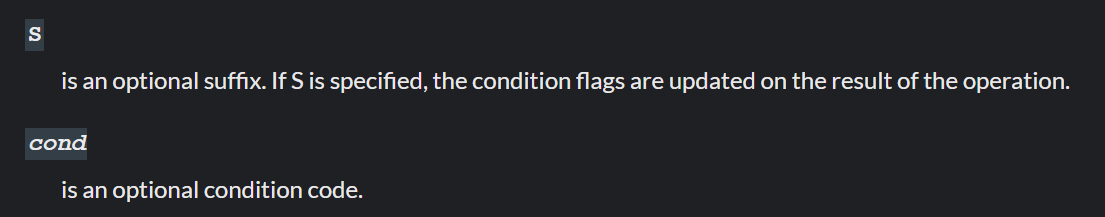 S
is an optional suffix. If S is specified, the condition flags are updated on the result of the operation.
cond
is an optional condition code.